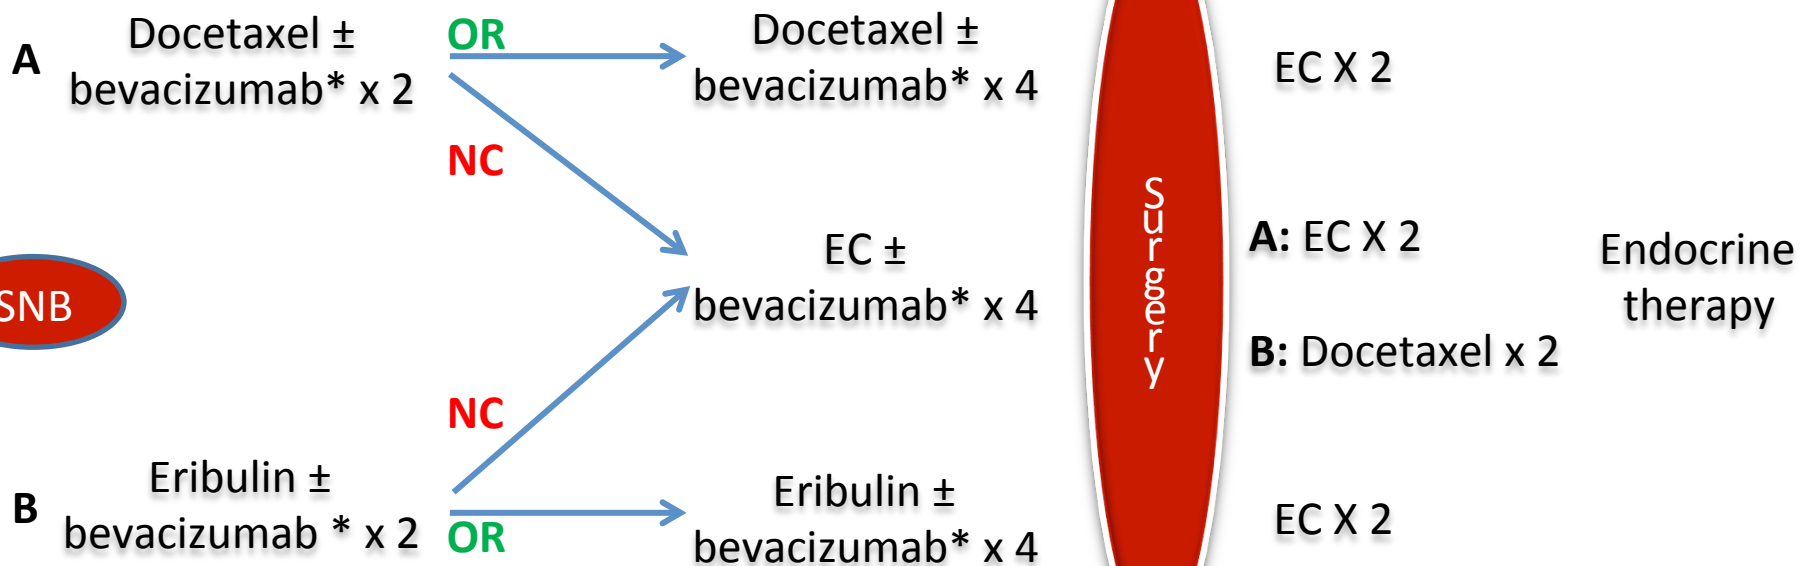 A
Docetaxel ±
bevacizumab* x 2
OR
NC
Docetaxel ±
bevacizumab* x 4
EC X 2
SNB
EC ±
bevacizumab* x 4
Surgery
A: EC X 2
B: Docetaxel x 2
Endocrine
therapy
B
Eribulin ±
bevacizumab * x 2
NC
OR
Eribulin ±
bevacizumab* x 4
EC X 2